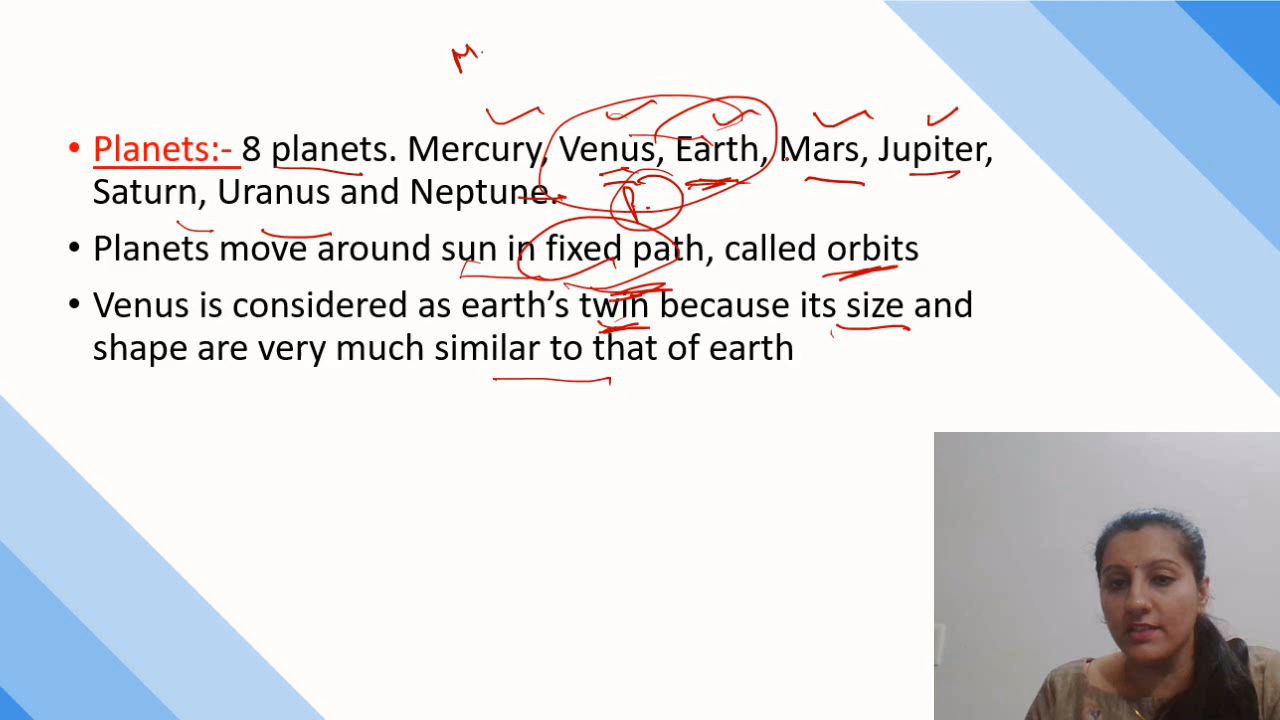 M.
• Planets:- 8 planets. Mercury, Venus, Earth, Mars, Jupiter,
Saturn, Uranus and Neptune.
P.
• Planets move around sun in fixed path, called orbits
• Venus is considered as earth's twin because its size and
shape are very much similar to that of earth